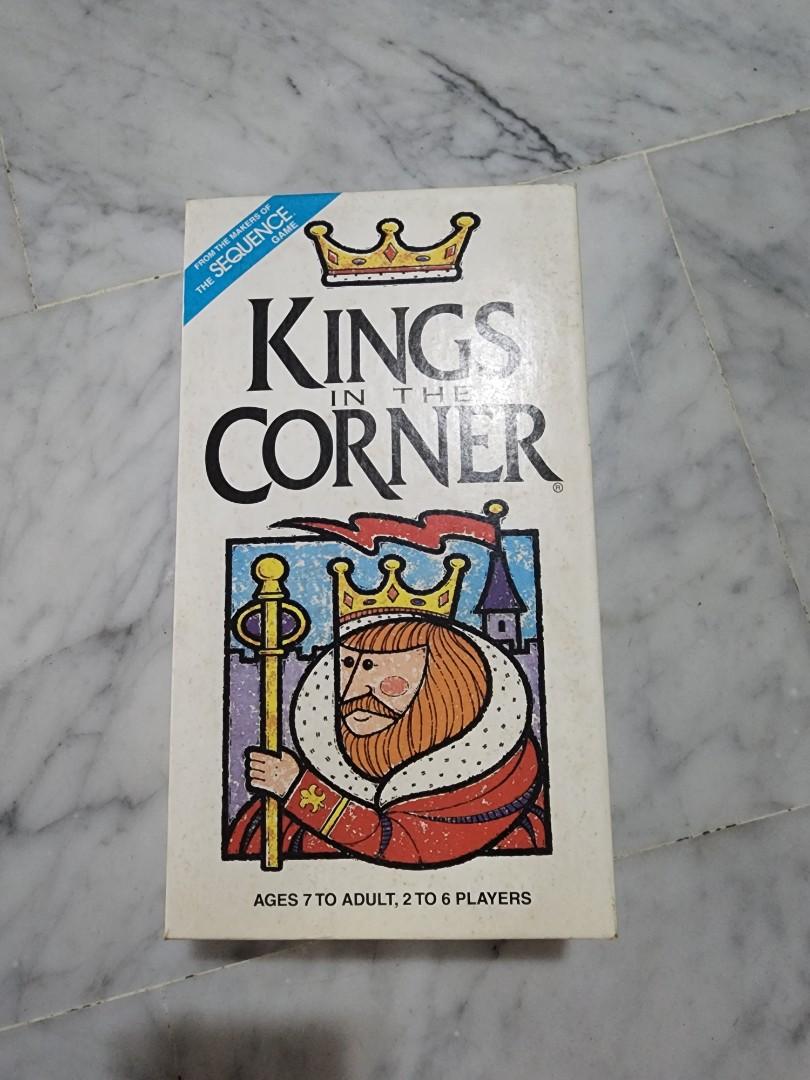 FROM THE MAKERS OF
THE SEQUENCE GAME
KINGS
IN THE
CORNER®
AGES 7 TO ADULT, 2 TO 6 PLAYERS